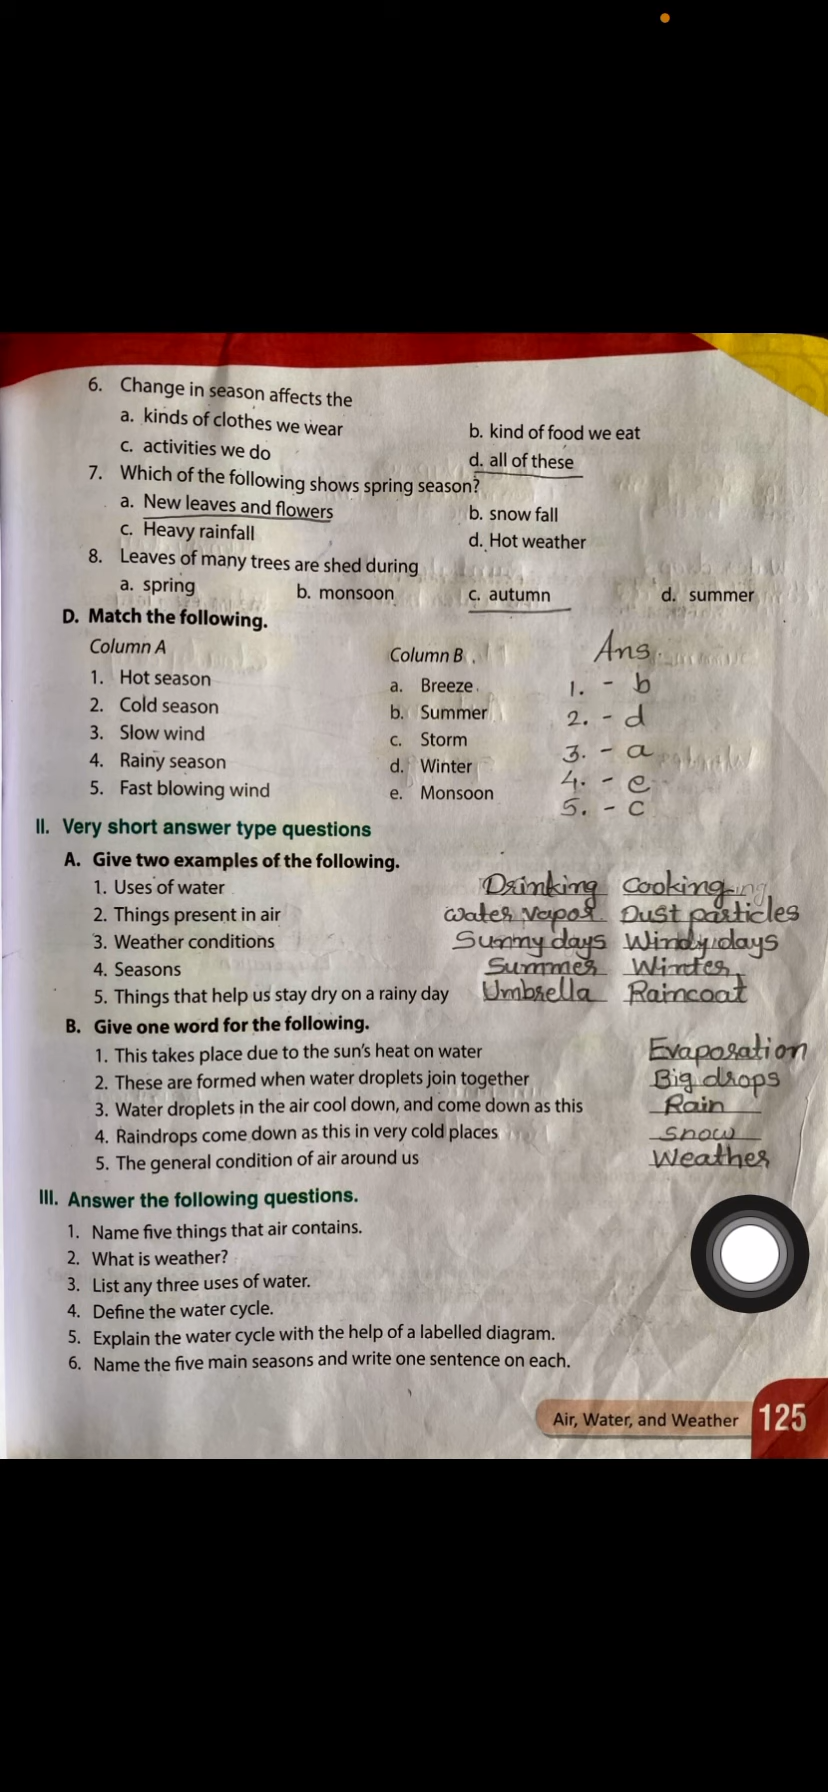 6. Change in season affects the
a. kinds of clothes we wear b. kind of food we eat
c. activities we do d. all of these
7. Which of the following shows spring season?
a. New leaves and flowers b. snow fall
c. Heavy rainfall d. Hot weather
8. Leaves of many trees are shed during
a. spring b. monsoon c. autumn d. summer
D. Match the following.
Column A Column B Ans.
1. Hot season a. Breeze 1. - b
2. Cold season b. Summer 2. - d
3. Slow wind c. Storm 3. - a
4. Rainy season d. Winter 4. - e
5. Fast blowing wind e. Monsoon 5. - c
II. Very short answer type questions
A. Give two examples of the following.
1. Uses of water Drinking Cooking
2. Things present in air water vapor Dust particles
3. Weather conditions Sunny days Windy days
4. Seasons Summer Winter
5. Things that help us stay dry on a rainy day Umbrella Raincoat
B. Give one word for the following.
1. This takes place due to the sun's heat on water Evaporation
2. These are formed when water droplets join together Big drops
3. Water droplets in the air cool down, and come down as this Rain
4. Raindrops come down as this in very cold places snow
5. The general condition of air around us Weather
III. Answer the following questions.
1. Name five things that air contains.
2. What is weather?
3. List any three uses of water.
4. Define the water cycle.
5. Explain the water cycle with the help of a labelled diagram.
6. Name the five main seasons and write one sentence on each.
Air, Water, and Weather 125